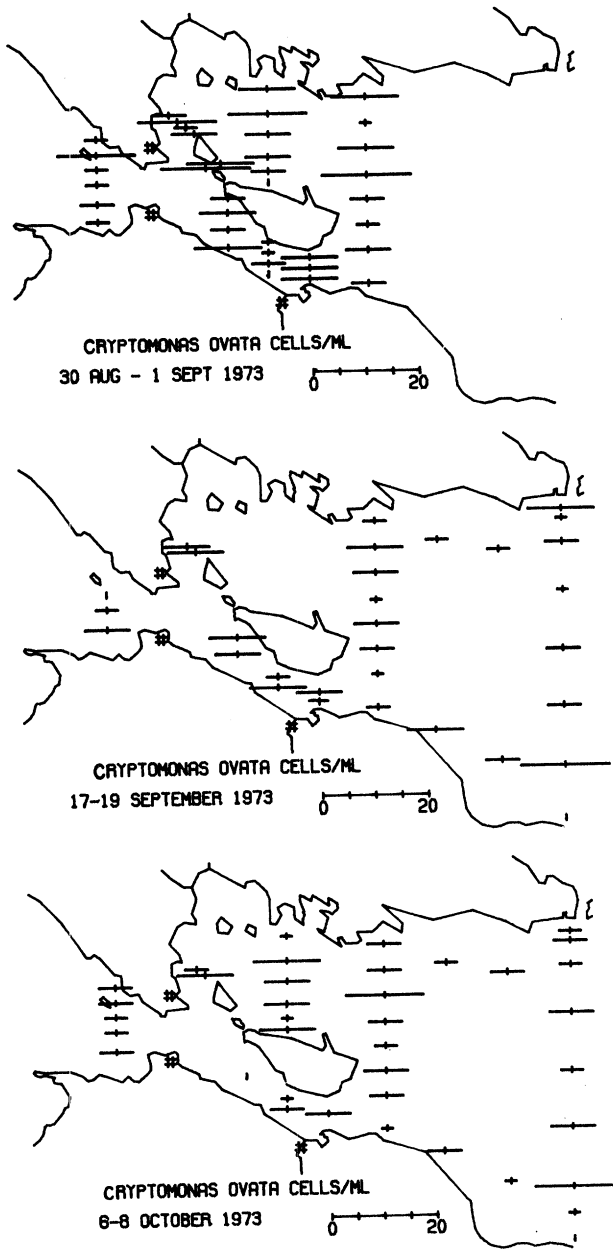 CRYPTOMONAS OVATA CELLS/ML
30 AUG - 1 SEPT 1973
0 20
CRYPTOMONAS OVATA CELLS/ML
17-19 SEPTEMBER 1973
0 20
CRYPTOMONAS OVATA CELLS/ML
6-8 OCTOBER 1973
0 20